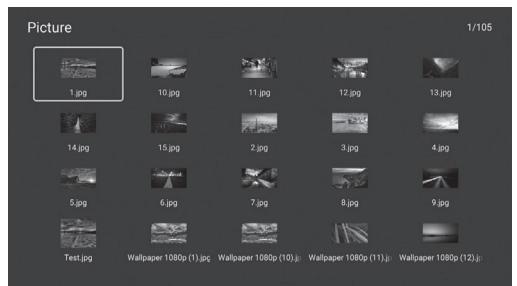 Picture 1/105
1.jpg 10.jpg 11.jpg 12.jpg 13.jpg
14.jpg 15.jpg 2.jpg 3.jpg 4.jpg
5.jpg 6.jpg 7.jpg 8.jpg 9.jpg
Test.jpg Wallpaper 1080p (1).jpg Wallpaper 1080p (10).j Wallpaper 1080p (11).j Wallpaper 1080p (12).j